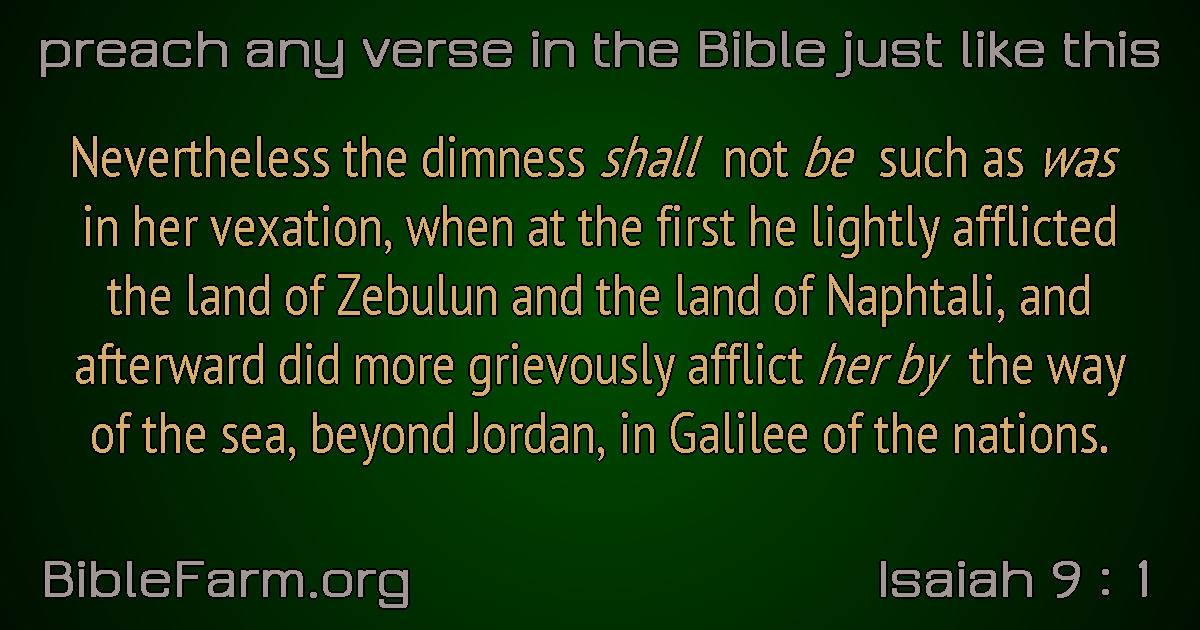 preach any verse in the Bible just like this
Nevertheless the dimness shall not be such as was
in her vexation, when at the first he lightly afflicted
the land of Zebulun and the land of Naphtali, and
afterward did more grievously afflict her by the way
of the sea, beyond Jordan, in Galilee of the nations.
BibleFarm.org
Isaiah 9 : 1